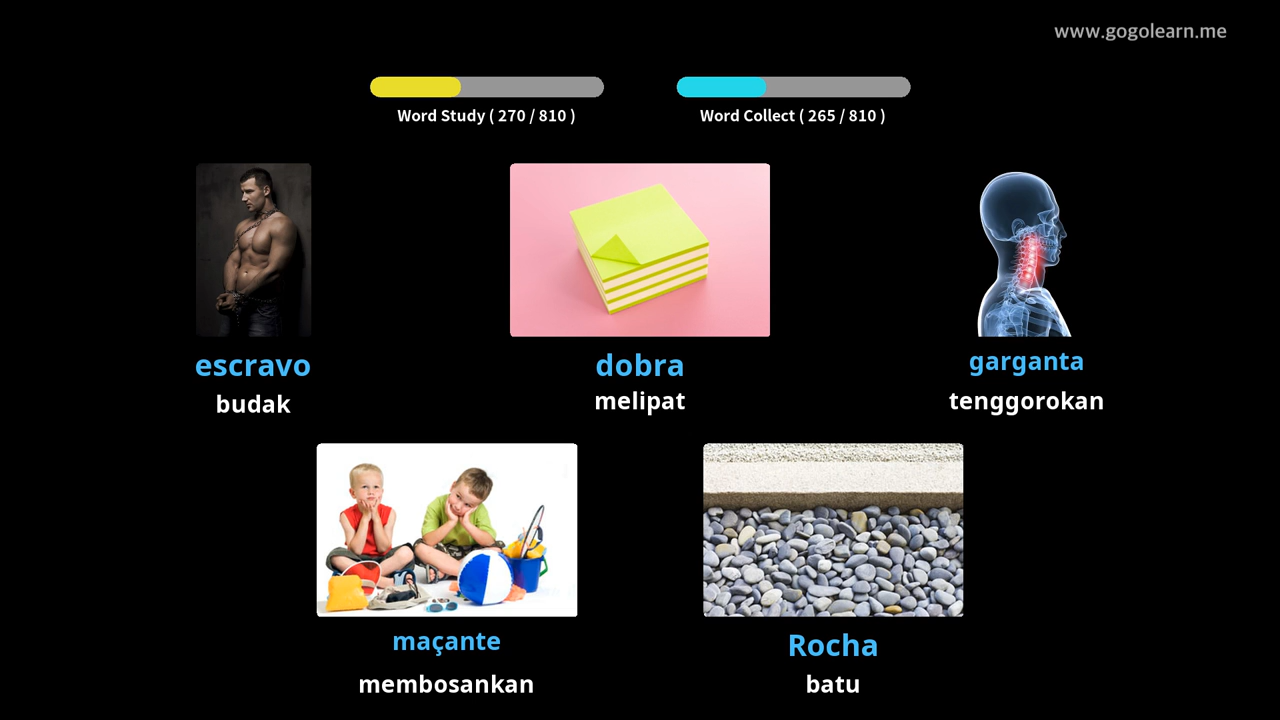 www.gogolearn.me
Word Study ( 270 / 810 )
Word Collect ( 265 / 810 )
escravo
budak
dobra
melipat
garganta
tenggorokan
maçante
membosankan
Rocha
batu